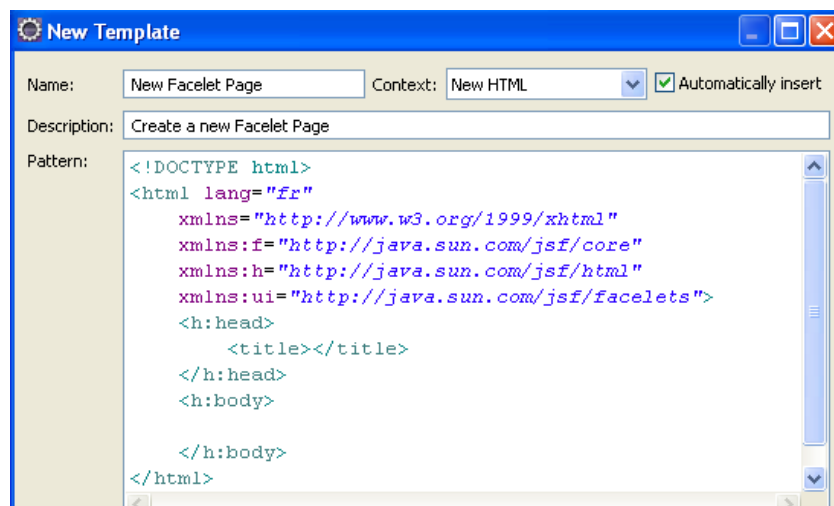 New Template
Name: New Facelet Page Context: New HTML Automatically insert
Description: Create a new Facelet Page
Pattern: <!DOCTYPE html>
<html lang="fr"
xmlns="http://www.w3.org/1999/xhtml"
xmlns:f="http://java.sun.com/jsf/core"
xmlns:h="http://java.sun.com/jsf/html"
xmlns:ui="http://java.sun.com/jsf/facelets">
<h:head>
<title></title>
</h:head>
<h:body>
</h:body>
</html>